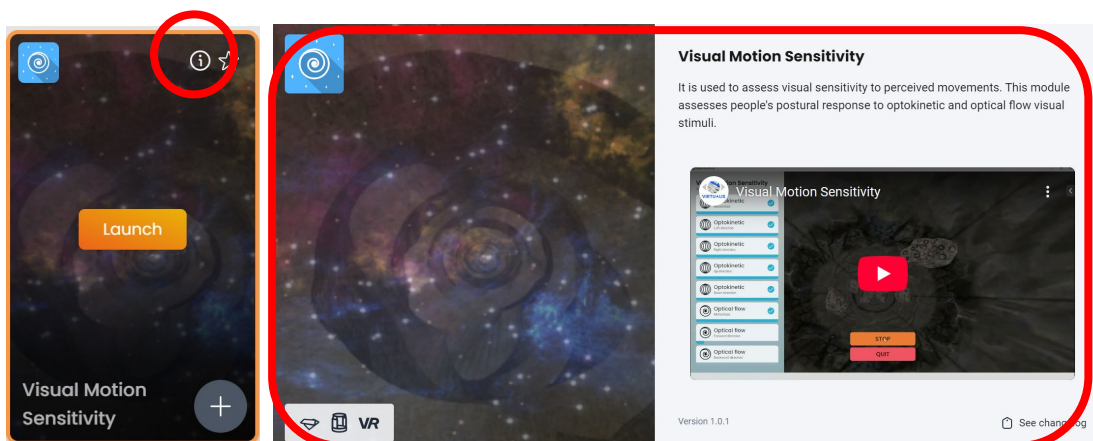 Launch
Visual Motion
Sensitivity
VR
Visual Motion Sensitivity
It is used to assess visual sensitivity to perceived movements. This module
assesses people's postural response to optokinetic and optical flow visual
stimuli.
Visual Motion Sensitivity
VIRTUALIS
Optokinetic
Optokinetic
Optokinetic
Optokinetic
Optokinetic
Optical flow
Optical flow
Optical flow
STOP
QUIT
Version 1.0.1
See changelog